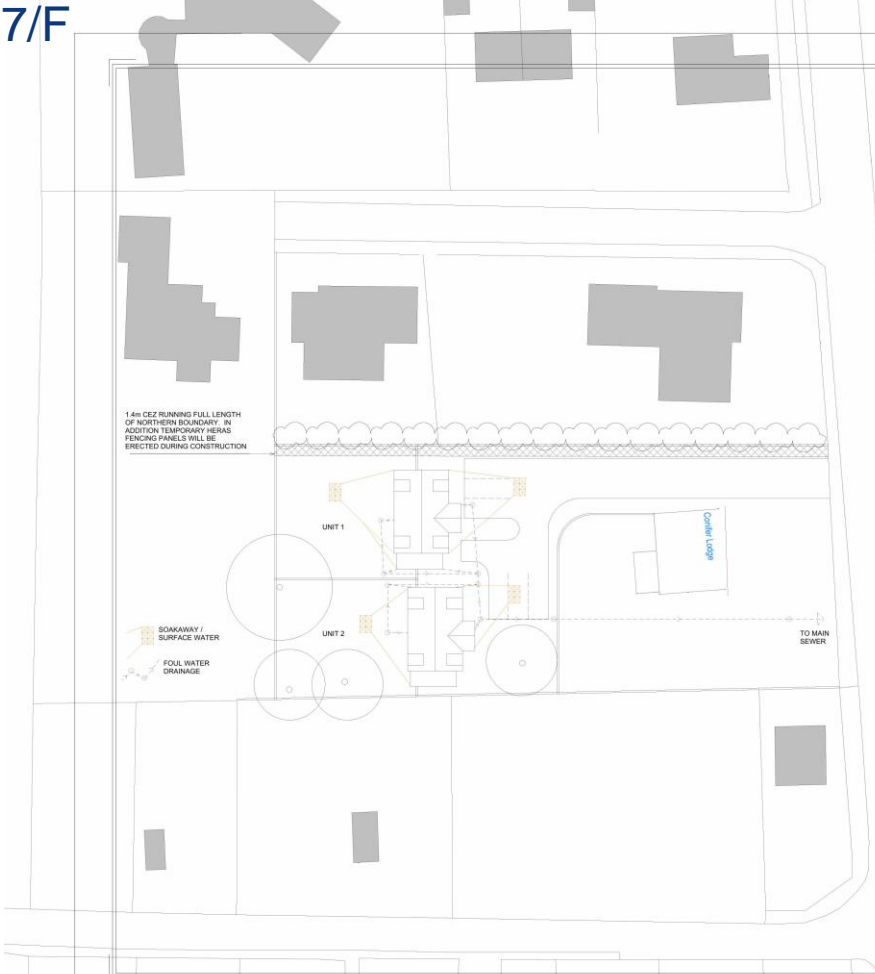 7/F
1.4m CEZ RUNNING FULL LENGTH
OF NORTHERN BOUNDARY. IN
ADDITION TEMPORARY HERAS
FENCING PANELS WILL BE
ERECTED DURING CONSTRUCTION
UNIT 1
Conifer Lodge
UNIT 2
SOAKAWAY /
SURFACE WATER
FOUL WATER
DRAINAGE
TO MAIN
SEWER